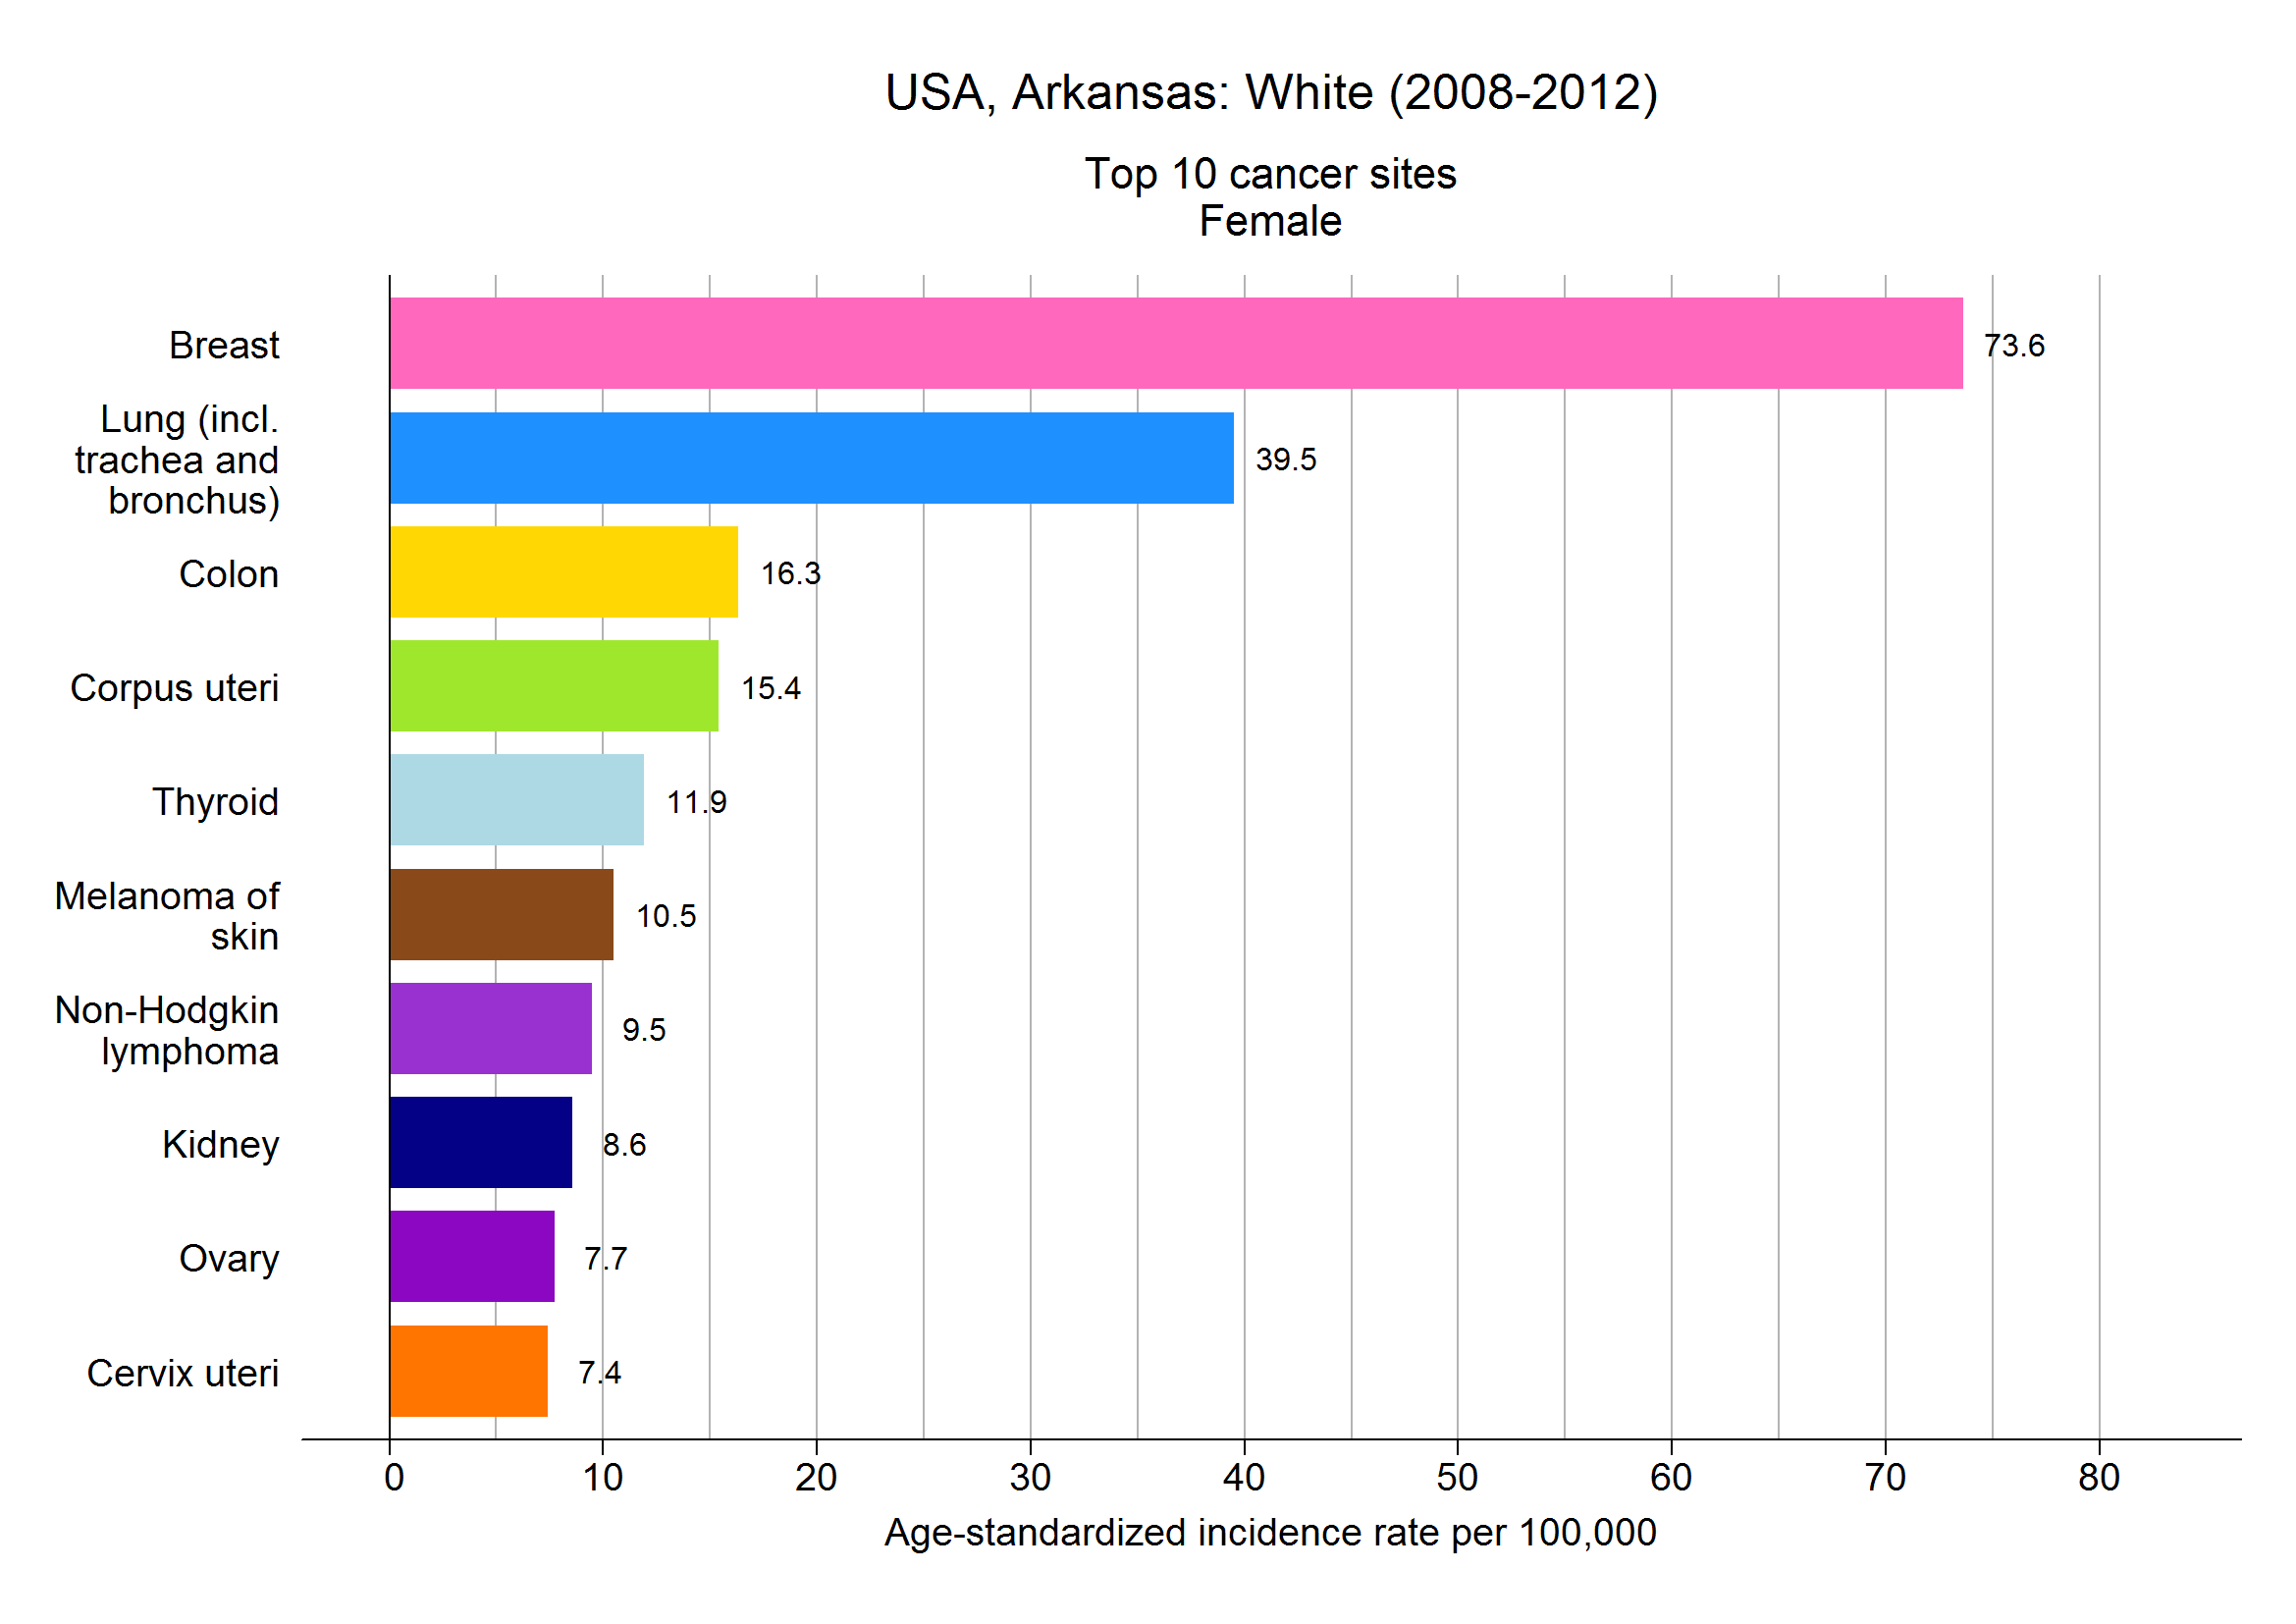 USA, Arkansas: White (2008-2012)
Top 10 cancer sites
Female
Breast
73.6
Lung (incl.
trachea and
bronchus)
39.5
Colon
16.3
Corpus uteri
15.4
Thyroid
11.9
Melanoma of
skin
10.5
Non-Hodgkin
lymphoma
9.5
Kidney
8.6
Ovary
7.7
Cervix uteri
7.4
0 10 20 30 40 50 60 70 80
Age-standardized incidence rate per 100,000